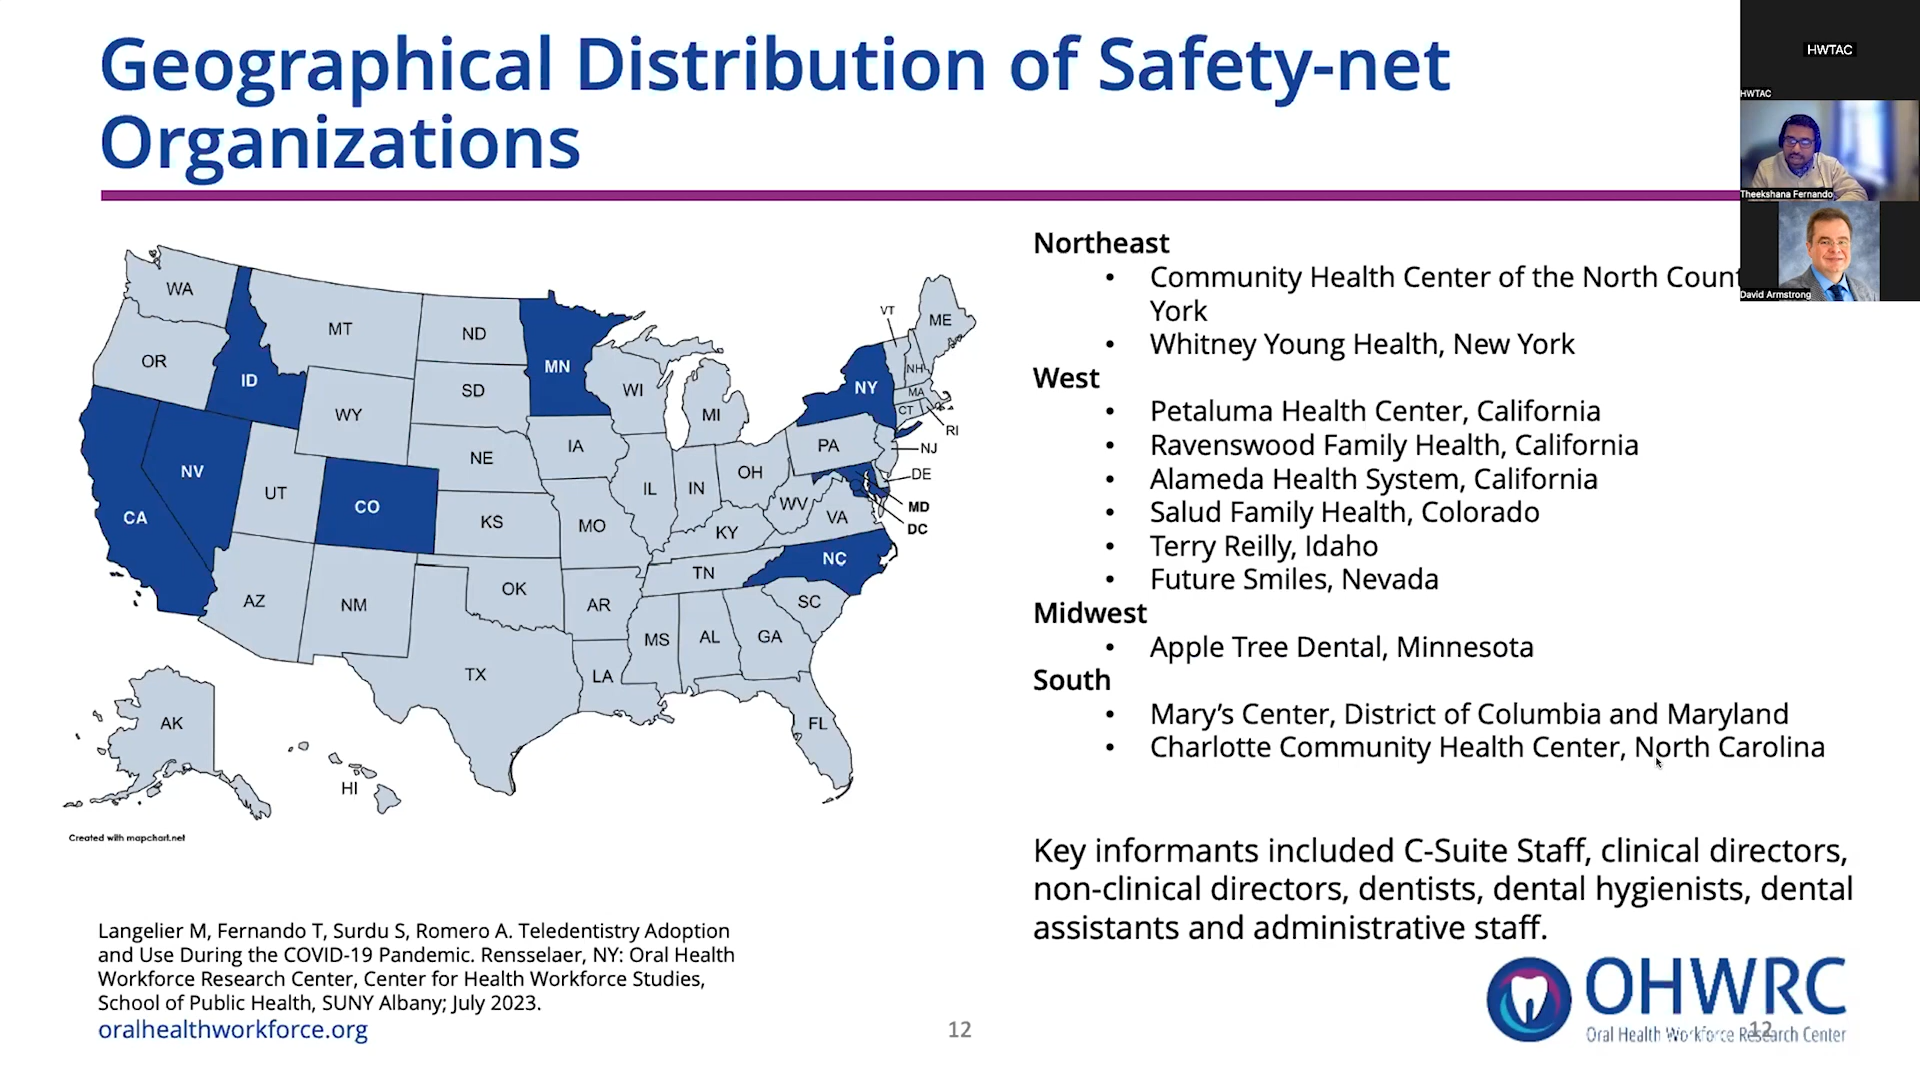 Geographical Distribution of Safety-net
Organizations
HWTAC
HWTAC
Theekshana Fernando
David Armstrong
WA
OR
ID
MT
ND
MN
SD
WY
NV
CA
UT
CO
NE
IA
WI
MI
KS
MO
IL
IN
OH
PA
NY
VT
ME
NH
MA
CT
RI
NJ
DE
MD
DC
WV
VA
KY
NC
TN
SC
AZ
NM
OK
AR
MS
AL
GA
TX
LA
FL
AK
HI
Created with mapchart.net
Northeast
• Community Health Center of the North
York
• Whitney Young Health, New York
West
• Petaluma Health Center, California
• Ravenswood Family Health, California
• Alameda Health System, California
• Salud Family Health, Colorado
• Terry Reilly, Idaho
• Future Smiles, Nevada
Midwest
• Apple Tree Dental, Minnesota
South
• Mary’s Center, District of Columbia and Maryland
• Charlotte Community Health Center, North Carolina
Key informants included C-Suite Staff, clinical directors,
non-clinical directors, dentists, dental hygienists, dental
assistants and administrative staff.
Langelier M, Fernando T, Surdu S, Romero A. Teledentistry Adoption
and Use During the COVID-19 Pandemic. Rensselaer, NY: Oral Health
Workforce Research Center, Center for Health Workforce Studies,
School of Public Health, SUNY Albany; July 2023.
oralhealthworkforce.org
12
OHWRC
Oral Health Workforce Research Center
12